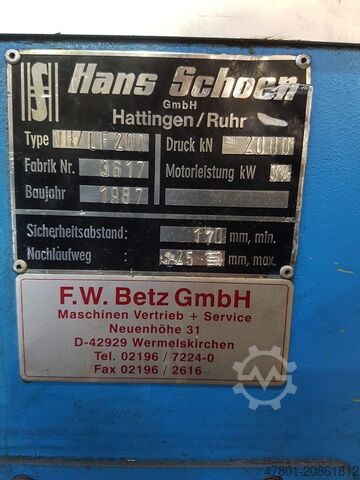 Hans Schoen
GmbH
Hattingen/Ruhr
Type LF 200 Druck kN 2000
Fabrik Nr. 3617 Motorleistung kW
Baujahr 1987
Sicherheitsabstand: 170 mm, min.
Nachlaufweg mm, max.
F.W. Betz GmbH
Maschinen Vertrieb + Service
Neuenhöhe 31
D-42929 Wermelskirchen
Tel. 02196 / 7224-0
Fax 02196 / 2616
47801-20861812